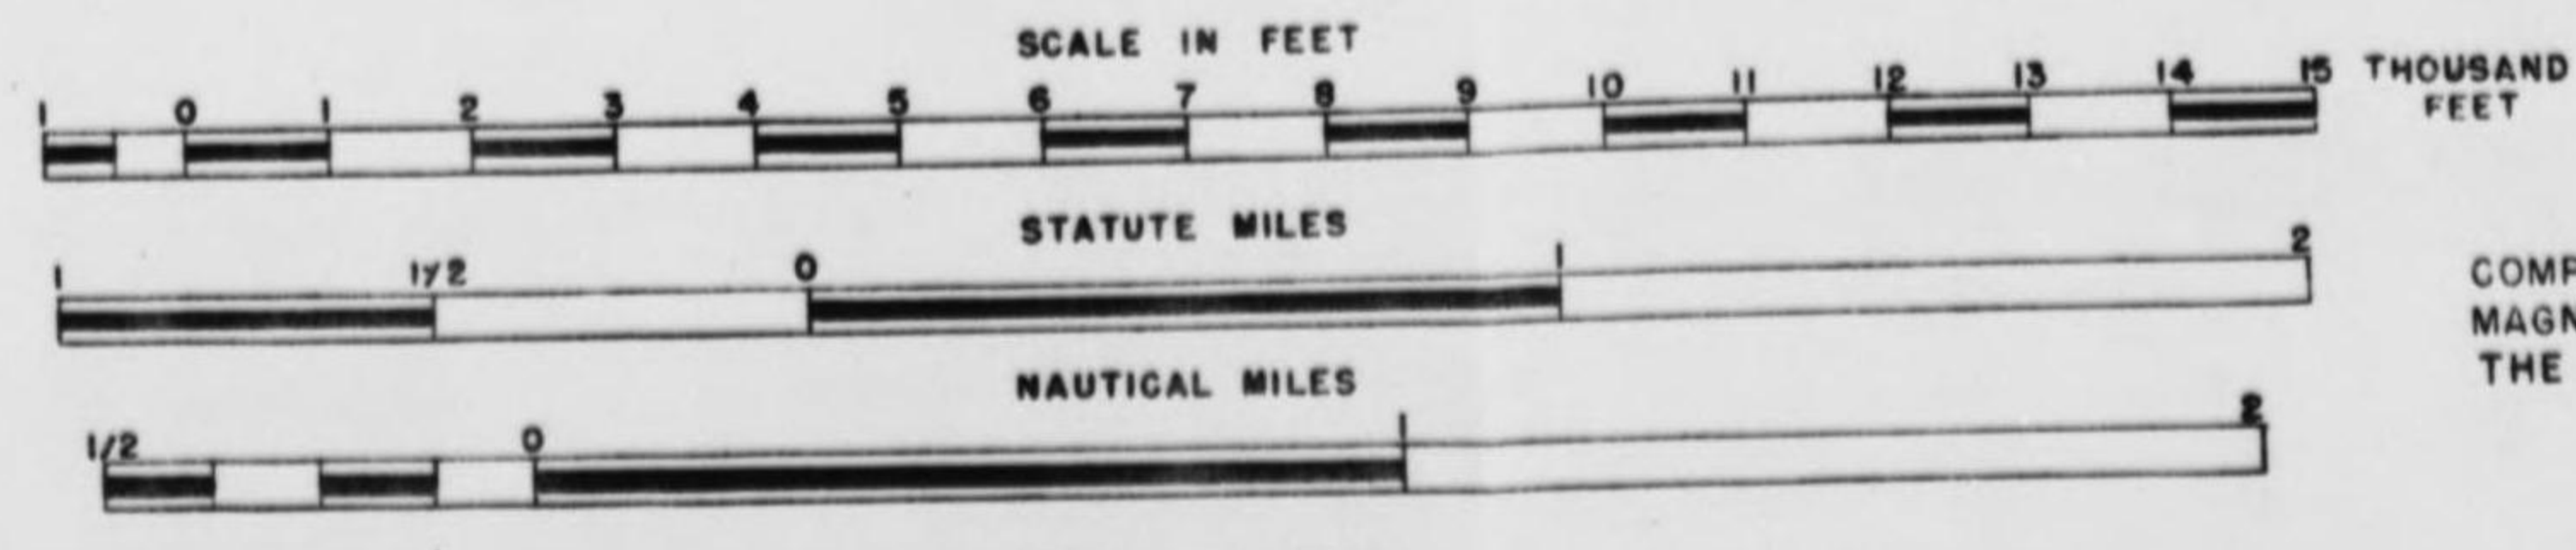 SCALE IN FEET
1 0 1 2 3 4 5 6 7 8 9 10 11 12 13 14 15 THOUSAND
FEET
STATUTE MILES
1 1/2 0 1 2
NAUTICAL MILES
1/2 0 1 2
COMP
MAGN
THE